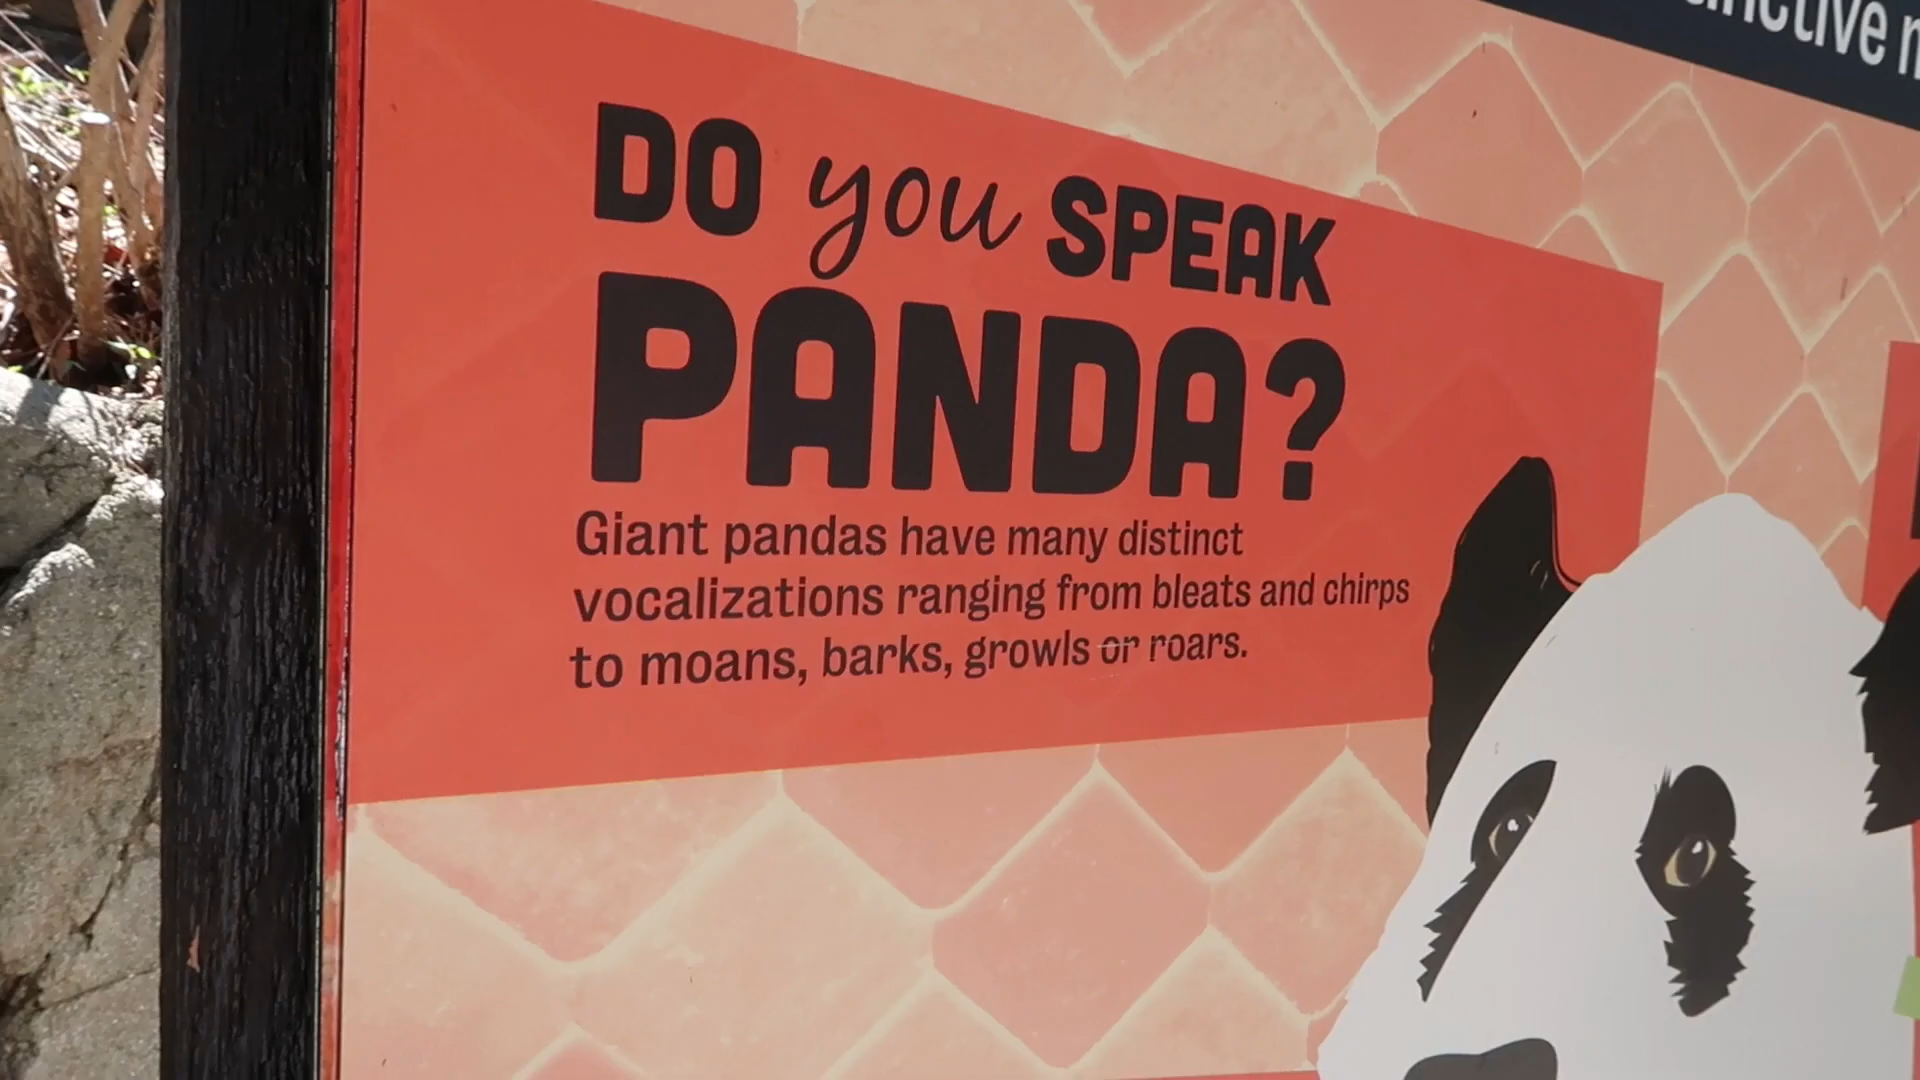 DO you SPEAK
PANDA?
Giant pandas have many distinct
vocalizations ranging from bleats and chirps
to moans, barks, growls or roars.